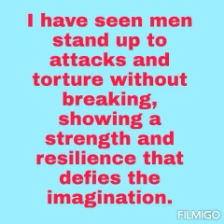 I have seen men
stand up to
attacks and
torture without
breaking,
showing a
strength and
resilience that
defies the
imagination.
FILMIGO